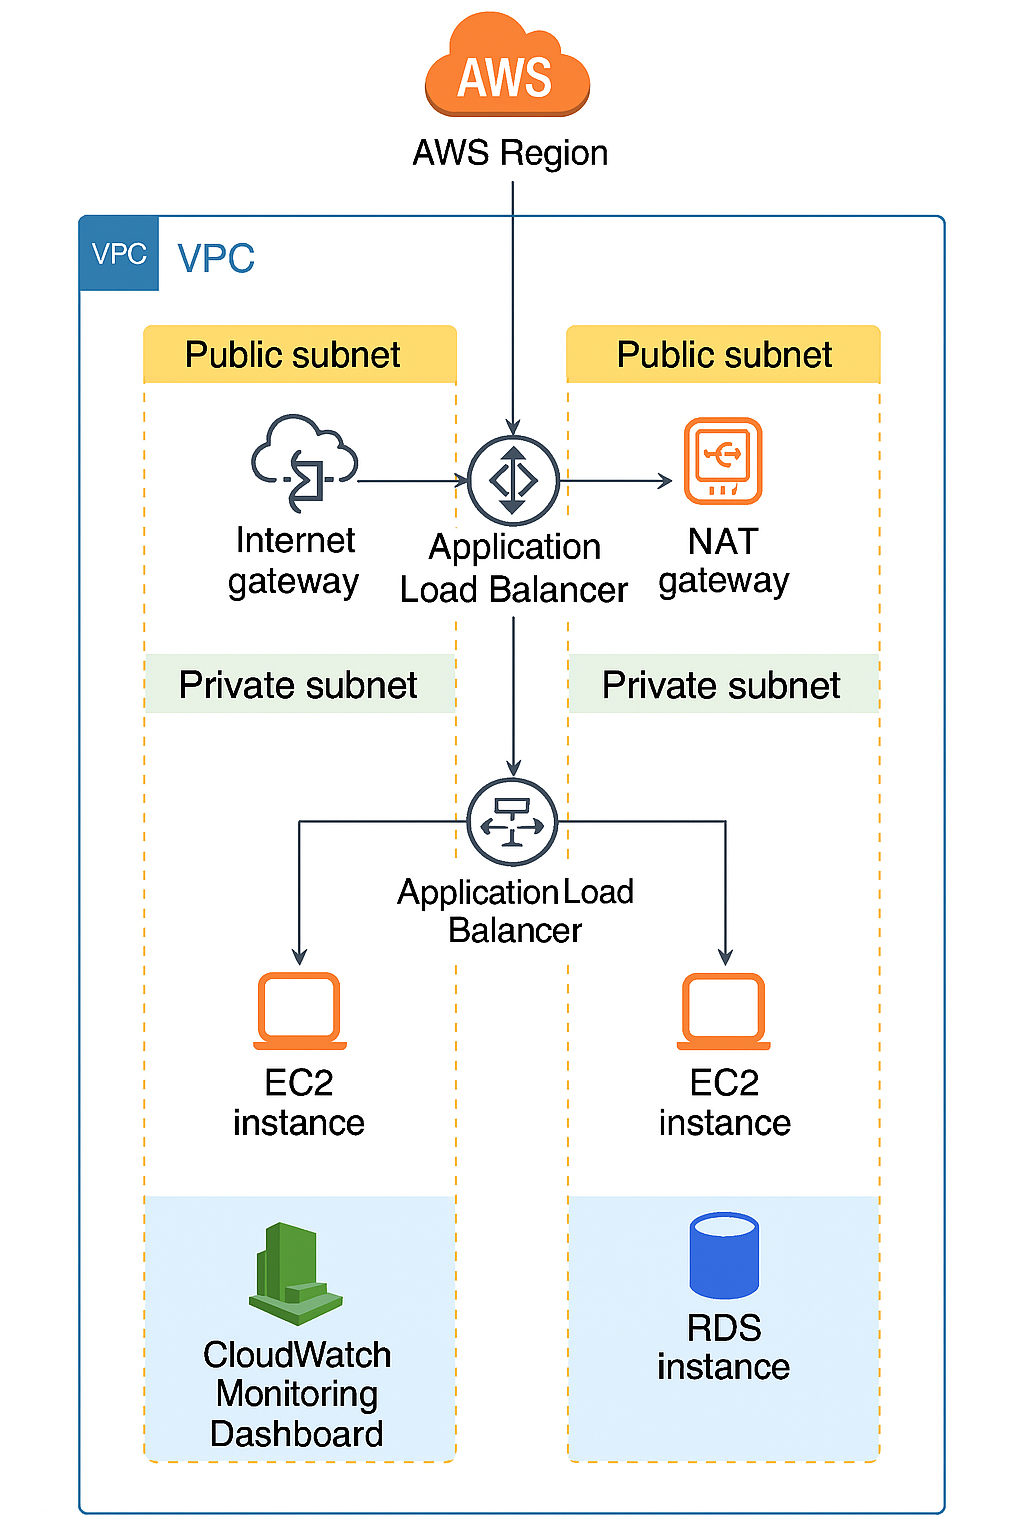 AWS
AWS Region
VPC
VPC
Public subnet
Public subnet
Internet
gateway
Application
Load Balancer
NAT
gateway
Private subnet
Private subnet
Application Load
Balancer
EC2
instance
EC2
instance
CloudWatch
Monitoring
Dashboard
RDS
instance